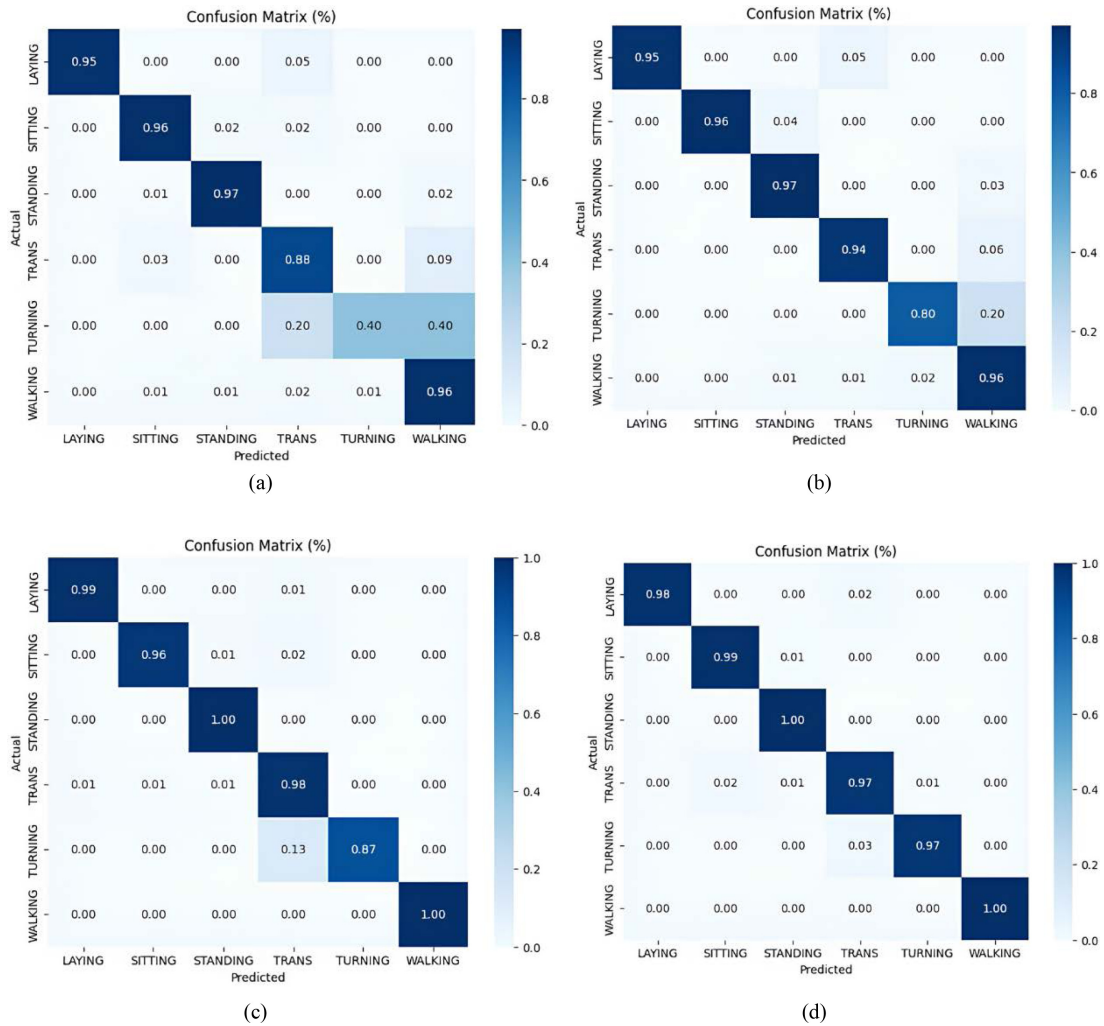 Confusion Matrix (%)
LAYING 0.95 0.00 0.00 0.05 0.00 0.00
SITTING 0.00 0.96 0.02 0.02 0.00 0.00
STANDING 0.00 0.01 0.97 0.00 0.00 0.02
TRANS 0.00 0.03 0.00 0.88 0.00 0.09
TURNING 0.00 0.00 0.00 0.20 0.40 0.40
WALKING 0.00 0.01 0.01 0.02 0.01 0.96
Actual
LAYING SITTING STANDING TRANS TURNING WALKING
Predicted
0.8
0.6
0.4
0.2
0.0
(a)
Confusion Matrix (%)
LAYING 0.95 0.00 0.00 0.05 0.00 0.00
SITTING 0.00 0.96 0.04 0.00 0.00 0.00
STANDING 0.00 0.00 0.97 0.00 0.00 0.03
TRANS 0.00 0.00 0.00 0.94 0.00 0.06
TURNING 0.00 0.00 0.00 0.00 0.80 0.20
WALKING 0.00 0.00 0.01 0.01 0.02 0.96
Actual
LAYING SITTING STANDING TRANS TURNING WALKING
Predicted
0.8
0.6
0.4
0.2
0.0
(b)
Confusion Matrix (%)
LAYING 0.99 0.00 0.00 0.01 0.00 0.00
SITTING 0.00 0.96 0.01 0.02 0.00 0.00
STANDING 0.00 0.00 1.00 0.00 0.00 0.00
TRANS 0.01 0.01 0.01 0.98 0.00 0.00
TURNING 0.00 0.00 0.00 0.13 0.87 0.00
WALKING 0.00 0.00 0.00 0.00 0.00 1.00
Actual
LAYING SITTING STANDING TRANS TURNING WALKING
Predicted
1.0
0.8
0.6
0.4
0.2
0.0
(c)
Confusion Matrix (%)
LAYING 0.98 0.00 0.00 0.02 0.00 0.00
SITTING 0.00 0.99 0.01 0.00 0.00 0.00
STANDING 0.00 0.00 1.00 0.00 0.00 0.00
TRANS 0.00 0.02 0.01 0.97 0.01 0.00
TURNING 0.00 0.00 0.00 0.03 0.97 0.00
WALKING 0.00 0.00 0.00 0.00 0.00 1.00
Actual
LAYING SITTING STANDING TRANS TURNING WALKING
Predicted
1.0
0.8
0.6
0.4
0.2
0.0
(d)